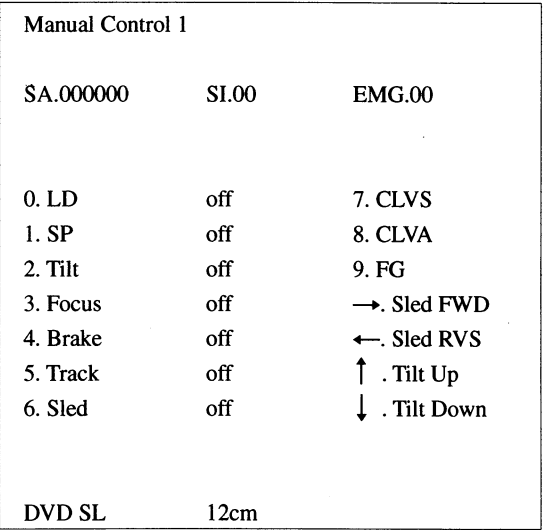 Manual Control 1
SA.000000 SI.00 EMG.00
0. LD off 7. CLVS
1. SP off 8. CLVA
2. Tilt off 9. FG
3. Focus off →. Sled FWD
4. Brake off ←. Sled RVS
5. Track off ↑ . Tilt Up
6. Sled off ↓ . Tilt Down
DVD SL 12cm